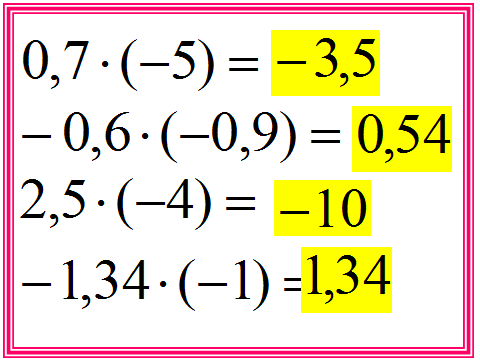 0,7 · (−5) = −3,5
−0,6 · (−0,9) = 0,54
2,5 · (−4) = −10
−1,34 · (−1) = 1,34